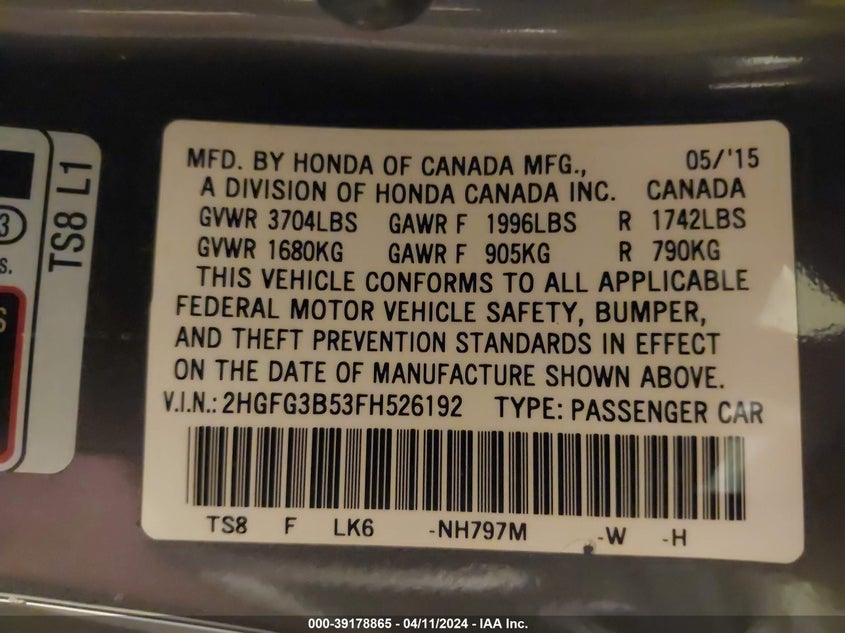 MFD. BY HONDA OF CANADA MFG., 05/'15
A DIVISION OF HONDA CANADA INC. CANADA
GVWR 3704LBS GAWR F 1996LBS R 1742LBS
GVWR 1680KG GAWR F 905KG R 790KG
THIS VEHICLE CONFORMS TO ALL APPLICABLE
FEDERAL MOTOR VEHICLE SAFETY, BUMPER,
AND THEFT PREVENTION STANDARDS IN EFFECT
ON THE DATE OF MANUFACTURE SHOWN ABOVE.
V.I.N.: 2HGFG3B53FH526192 TYPE: PASSENGER CAR
TS8 F LK6 -NH797M -W -H
TS8 L1
3
S.
S
000-39178865 - 04/11/2024 - IAA Inc.